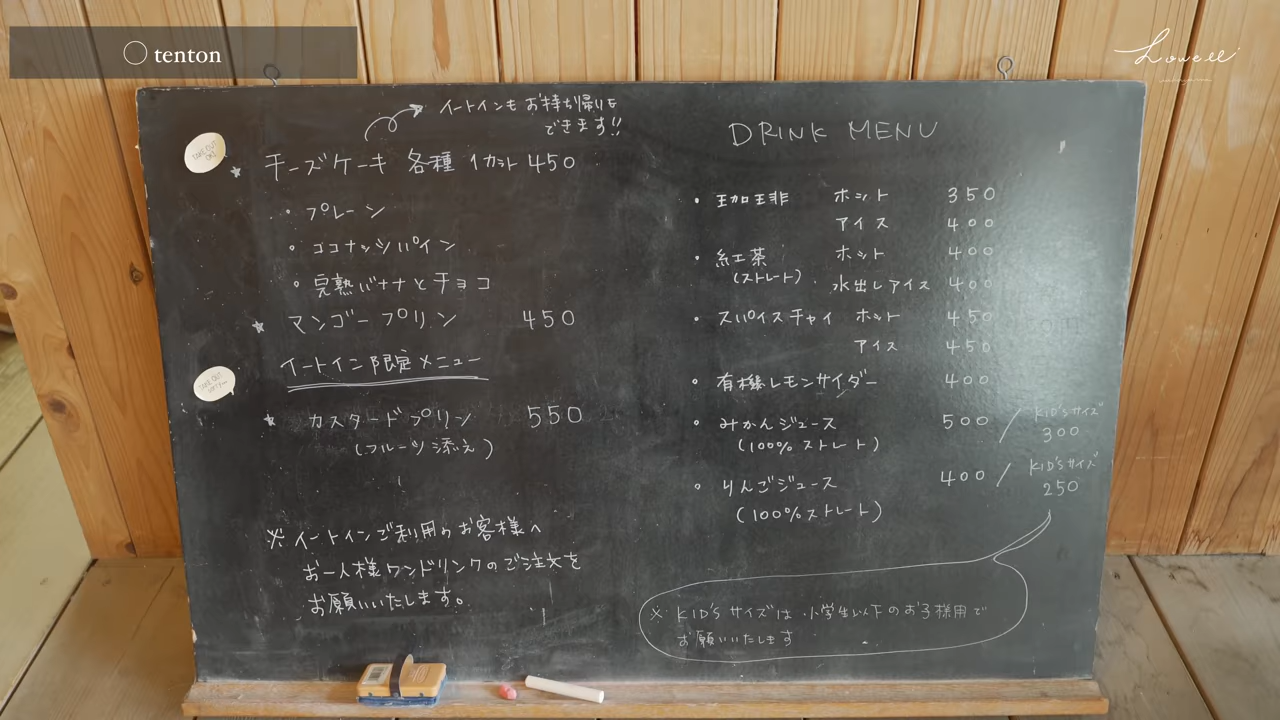 tenton
Lowell
イートインもお持ち帰りも
できます!!
TAKE OUT
チーズケーキ 各種 1カット 450
・プレーン
・ココナッツパイン
・完熟バナナとチョコ
マンゴープリン 450
イートイン限定メニュー
TAKE OUT
カスタードプリン 550
(フルーツ添え)
※イートインご利用のお客様へ
お一人様ワンドリンクのご注文を
お願いいたします。
DRINK MENU
・珈琲 ホット 350
アイス 400
・紅茶 ホット 400
(ストレート) 水出しアイス 400
・スパイスチャイ ホット 450
アイス 450
・有機レモンサイダー 400
・みかんジュース 500 / KID'Sサイズ 300
(100%ストレート)
・りんごジュース 400 / KID'Sサイズ 250
(100%ストレート)
※KID'Sサイズは小学生以下のお子様用で
お願いいたします